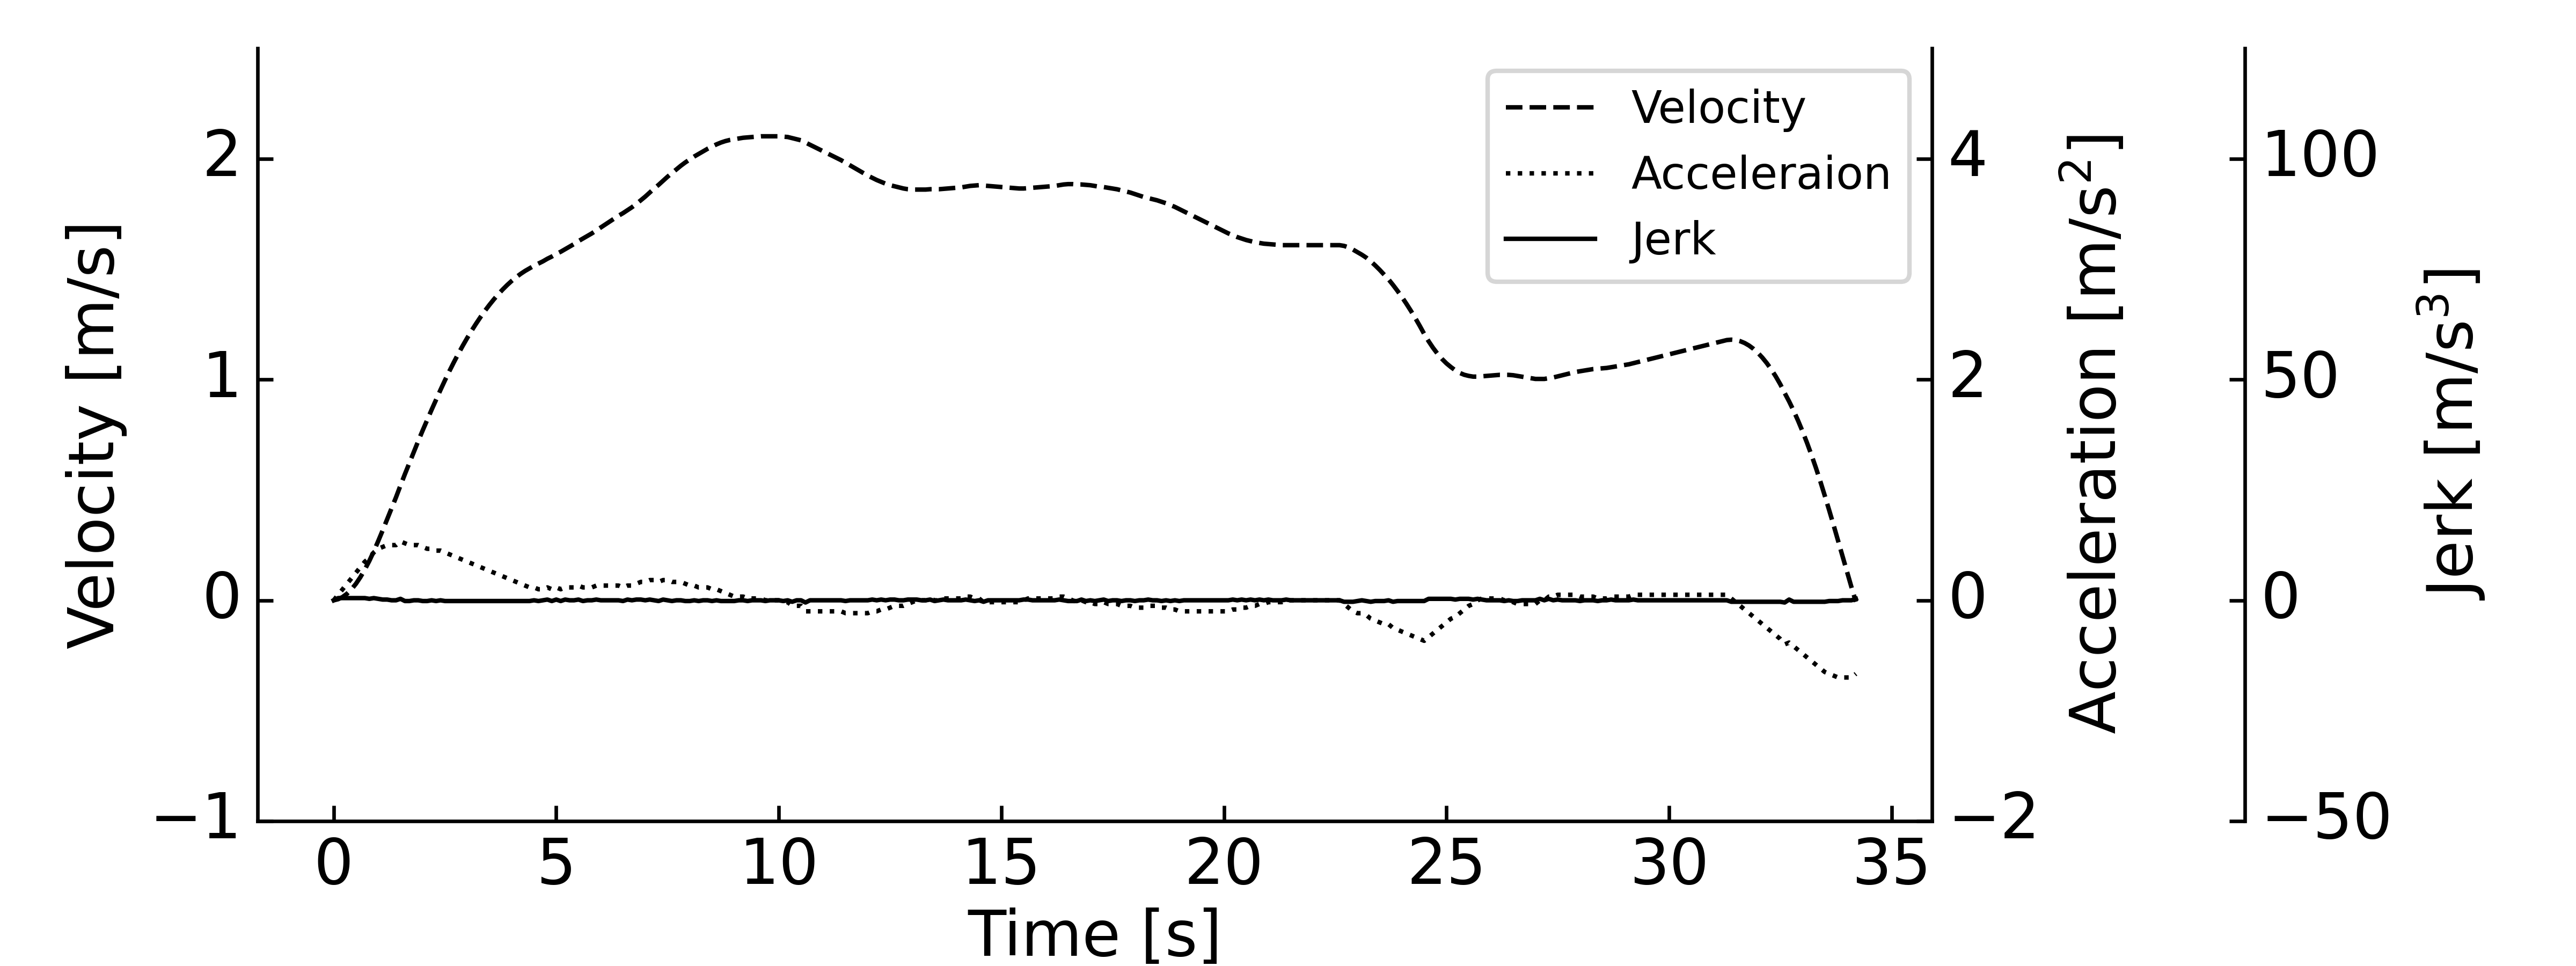 Velocity [m/s]
2
1
0
−1
0 5 10 15 20 25 30 35
Time [s]
Velocity
Acceleraion
Jerk
4
2
0
−2
Acceleration [m/s²]
100
50
0
−50
Jerk [m/s³]